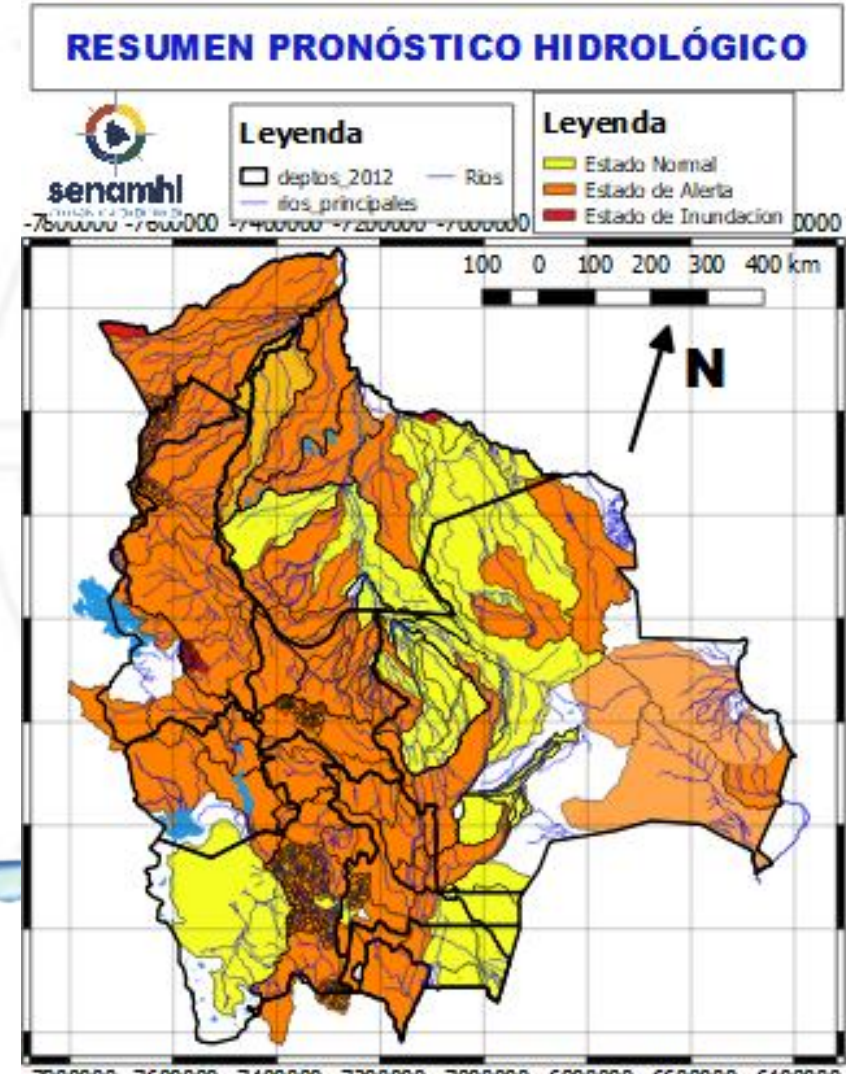 RESUMEN PRONÓSTICO HIDROLÓGICO
senamhi
Leyenda
deptos_2012
Rios
rios_principales
Leyenda
Estado Normal
Estado de Alerta
Estado de Inundacion
100 0 100 200 300 400 km
N